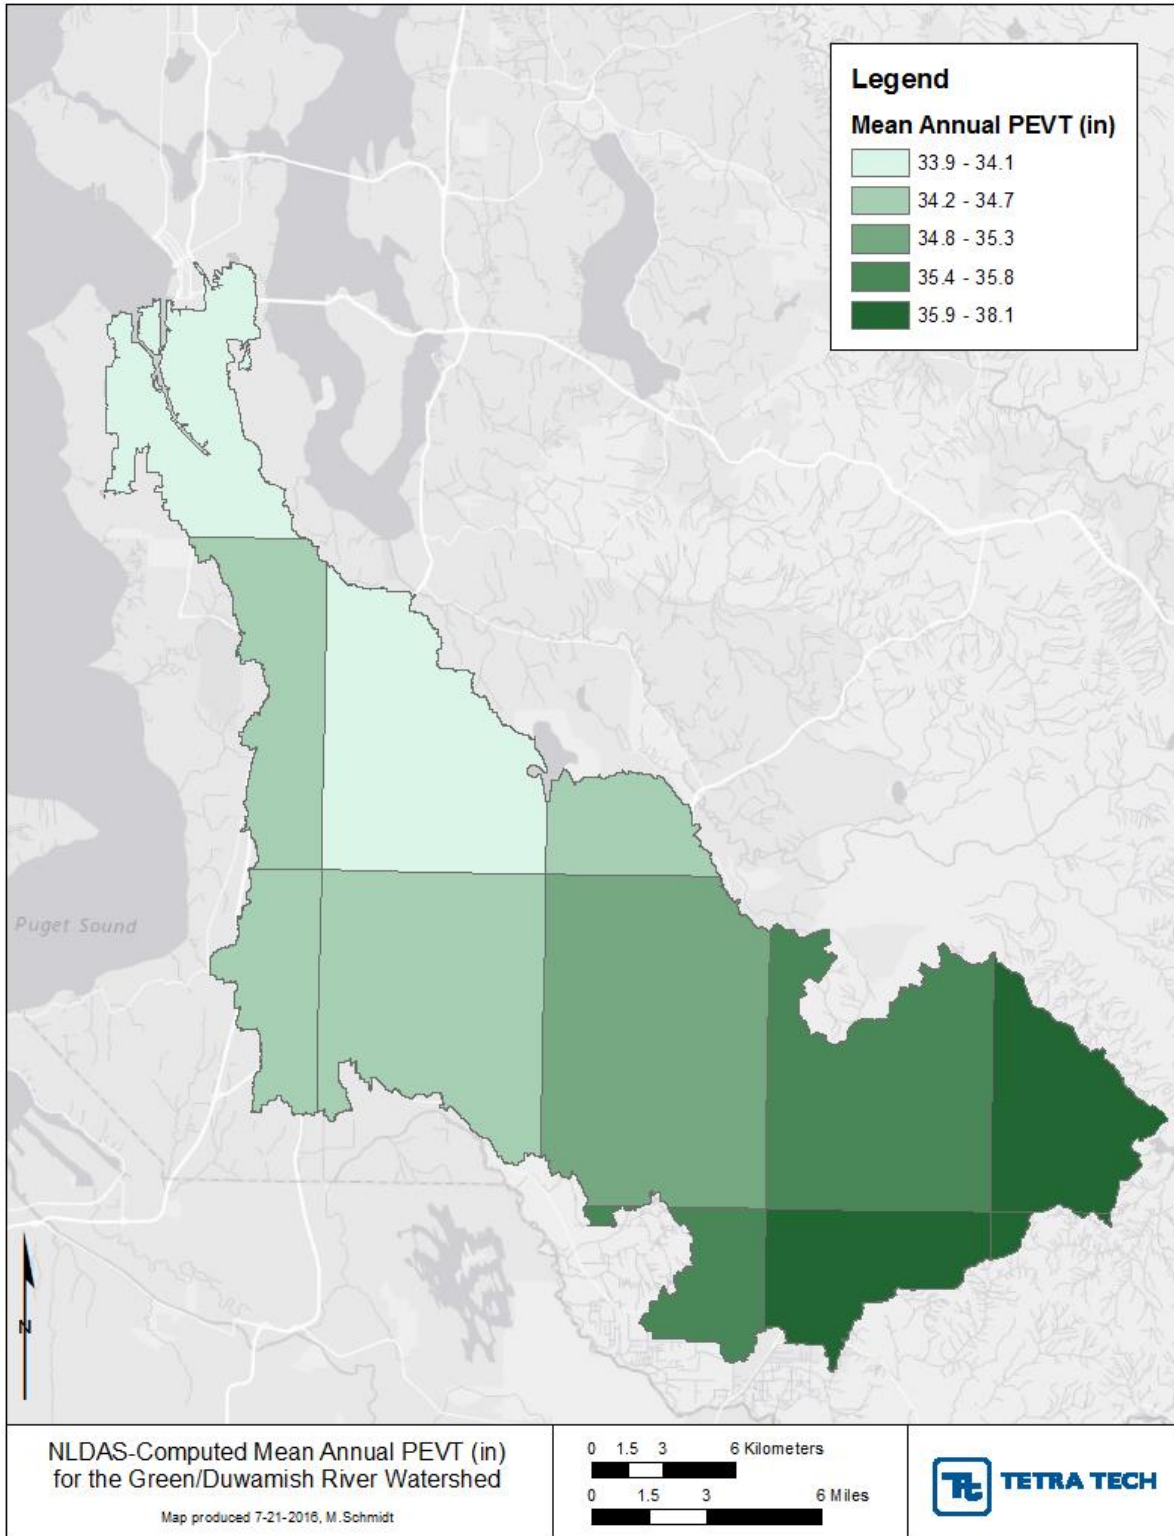 Legend
Mean Annual PEVT (in)
33.9 - 34.1
34.2 - 34.7
34.8 - 35.3
35.4 - 35.8
35.9 - 38.1
Puget Sound
N
NLDAS-Computed Mean Annual PEVT (in)
for the Green/Duwamish River Watershed
Map produced 7-21-2016, M.Schmidt
0 1.5 3 6 Kilometers
0 1.5 3 6 Miles
Tt TETRA TECH